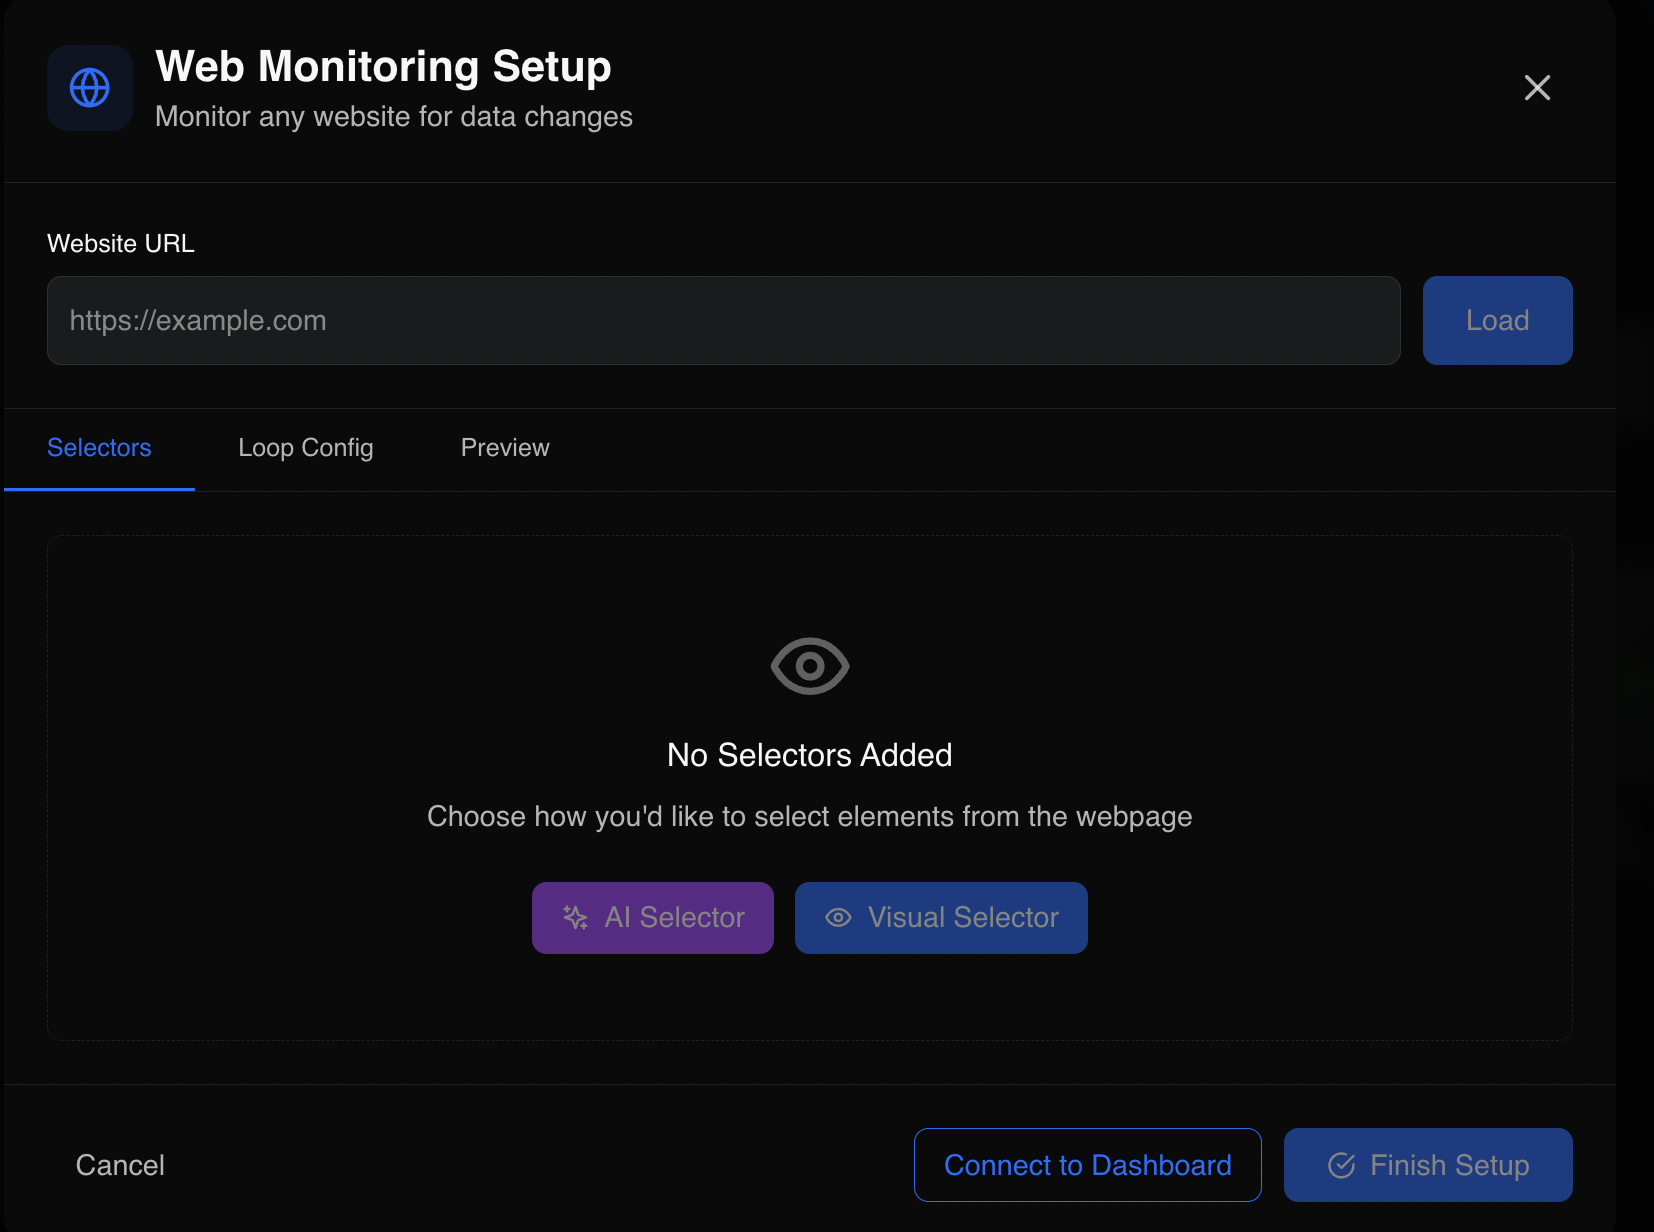 Web Monitoring Setup
Monitor any website for data changes
Website URL
https://example.com
Load
Selectors
Loop Config
Preview
No Selectors Added
Choose how you'd like to select elements from the webpage
AI Selector
Visual Selector
Cancel
Connect to Dashboard
Finish Setup